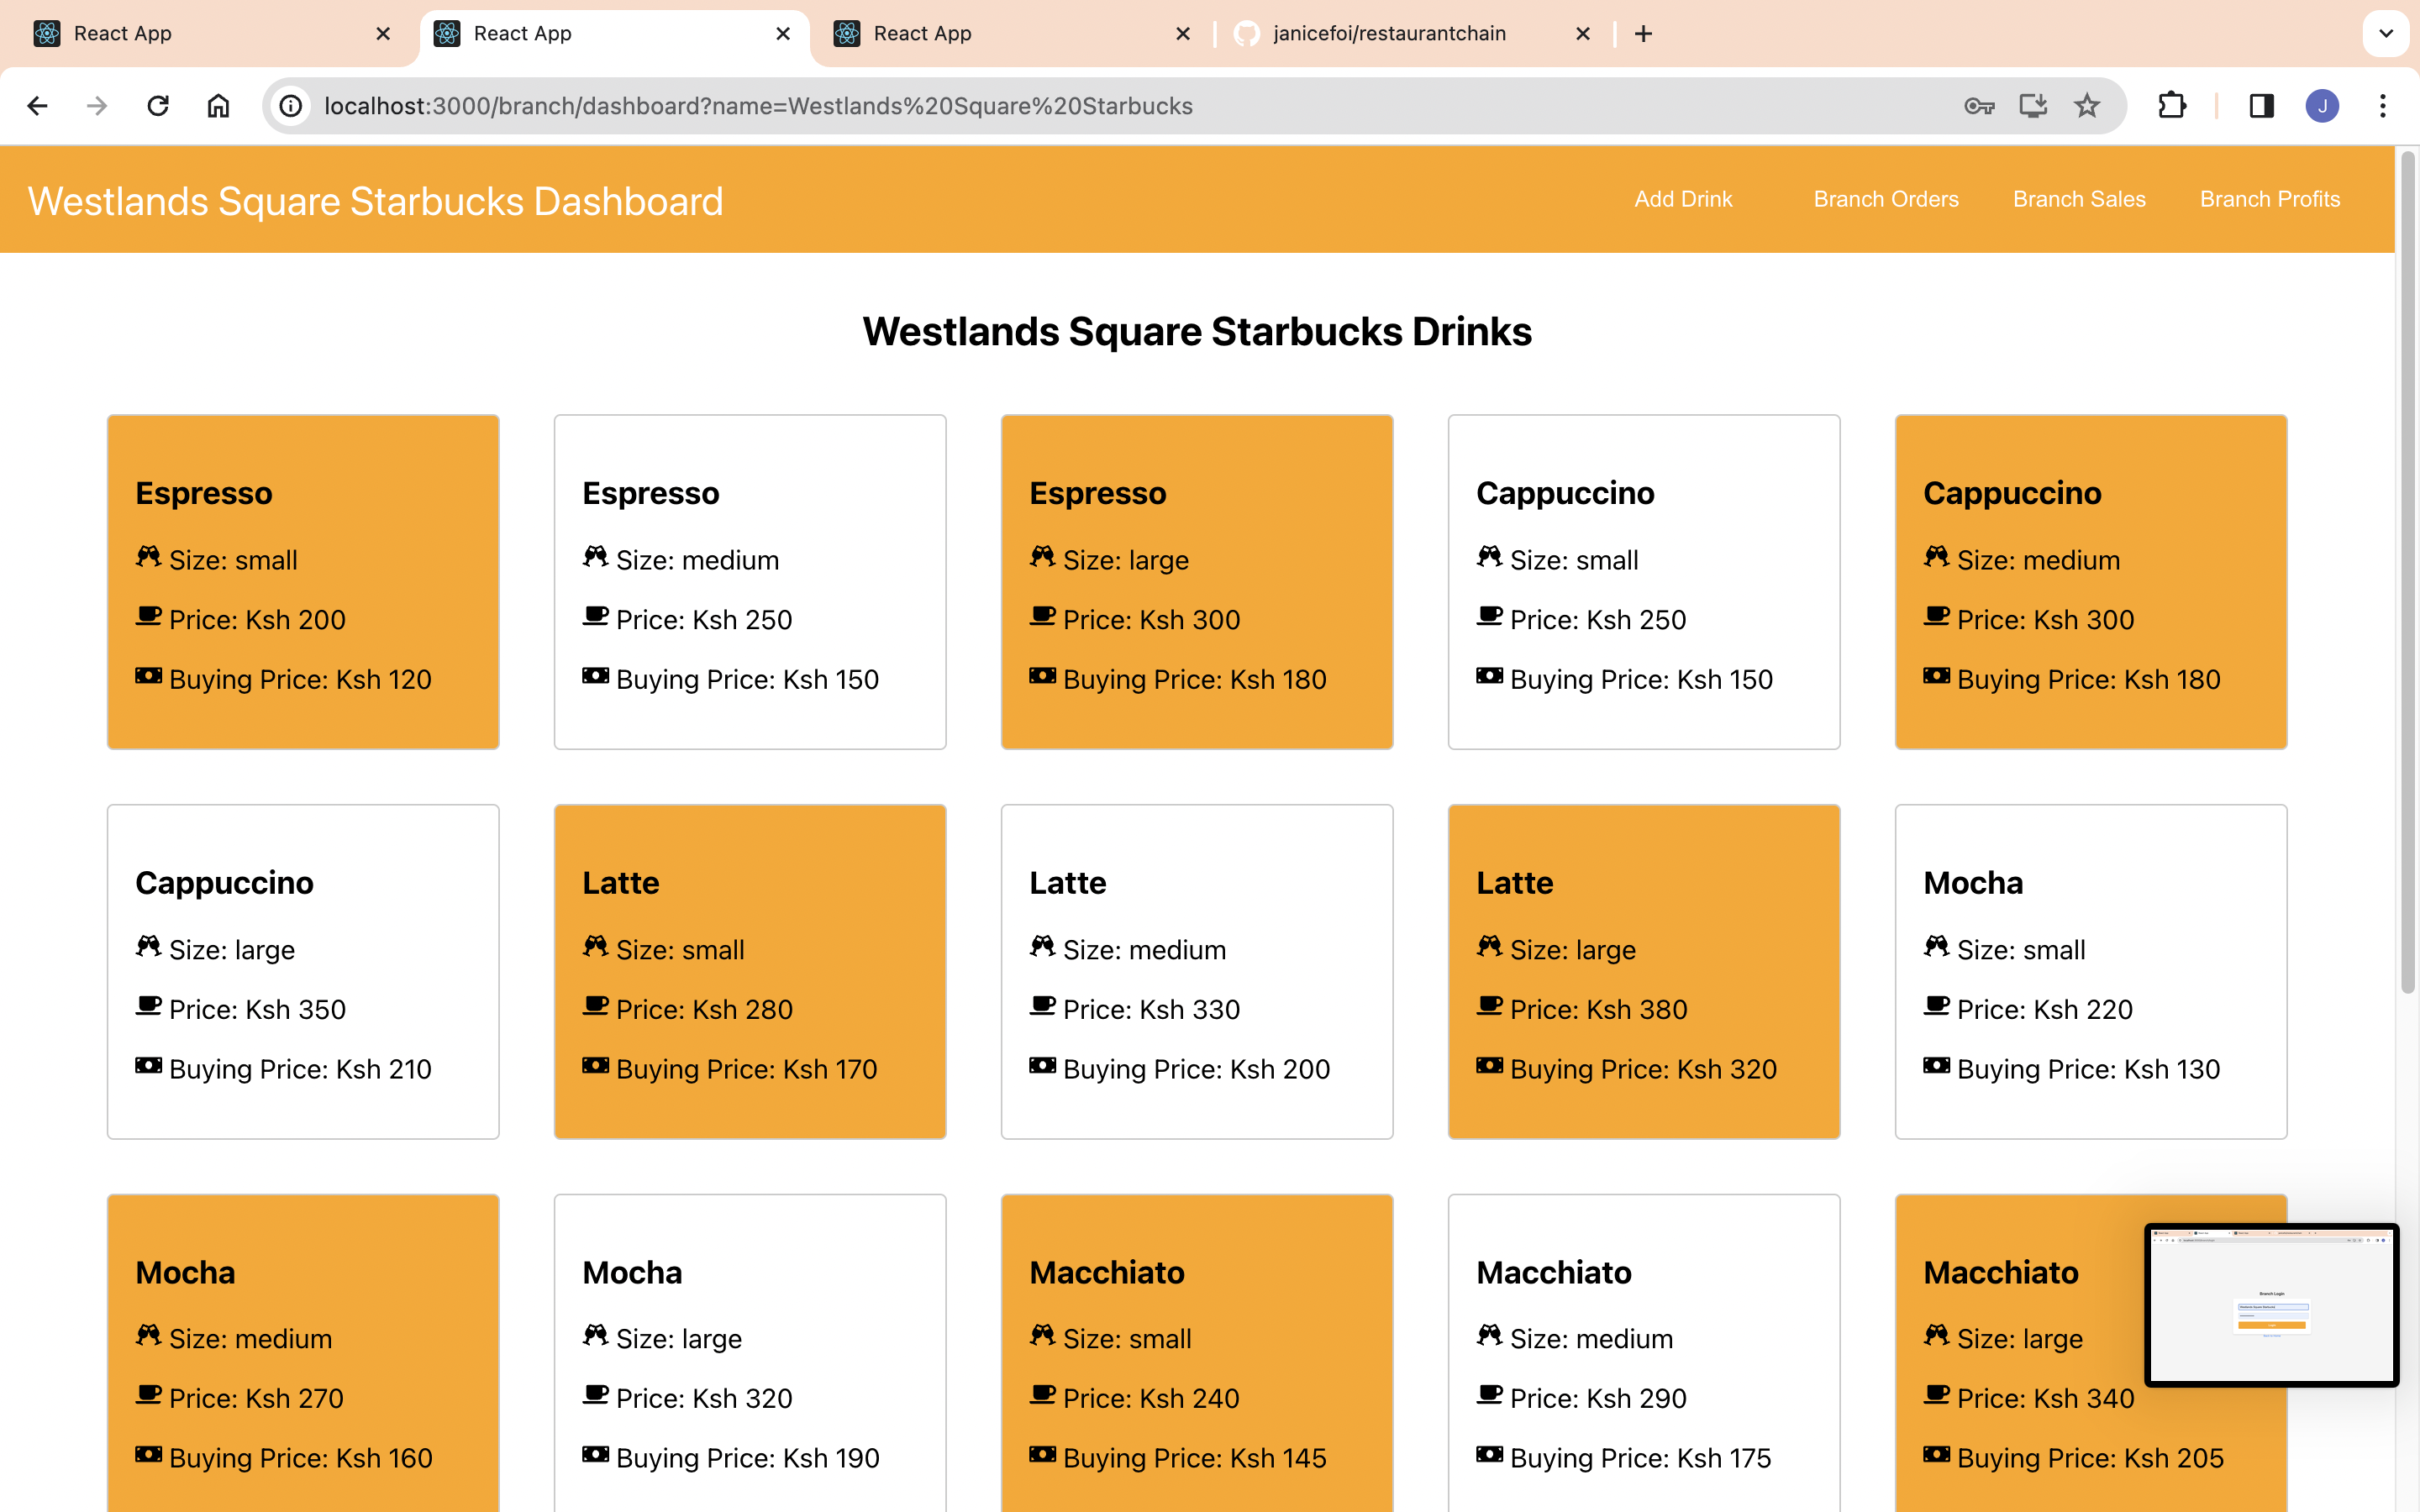 React App
React App
React App
janicefoi/restaurantchain
localhost:3000/branch/dashboard?name=Westlands%20Square%20Starbucks
J
Westlands Square Starbucks Dashboard
Add Drink
Branch Orders
Branch Sales
Branch Profits
Westlands Square Starbucks Drinks
Espresso
Size: small
Price: Ksh 200
Buying Price: Ksh 120
Espresso
Size: medium
Price: Ksh 250
Buying Price: Ksh 150
Espresso
Size: large
Price: Ksh 300
Buying Price: Ksh 180
Cappuccino
Size: small
Price: Ksh 250
Buying Price: Ksh 150
Cappuccino
Size: medium
Price: Ksh 300
Buying Price: Ksh 180
Cappuccino
Size: large
Price: Ksh 350
Buying Price: Ksh 210
Latte
Size: small
Price: Ksh 280
Buying Price: Ksh 170
Latte
Size: medium
Price: Ksh 330
Buying Price: Ksh 200
Latte
Size: large
Price: Ksh 380
Buying Price: Ksh 320
Mocha
Size: small
Price: Ksh 220
Buying Price: Ksh 130
Mocha
Size: medium
Price: Ksh 270
Buying Price: Ksh 160
Mocha
Size: large
Price: Ksh 320
Buying Price: Ksh 190
Macchiato
Size: small
Price: Ksh 240
Buying Price: Ksh 145
Macchiato
Size: medium
Price: Ksh 290
Buying Price: Ksh 175
Macchiato
Size: large
Price: Ksh 340
Buying Price: Ksh 205
Branch Login